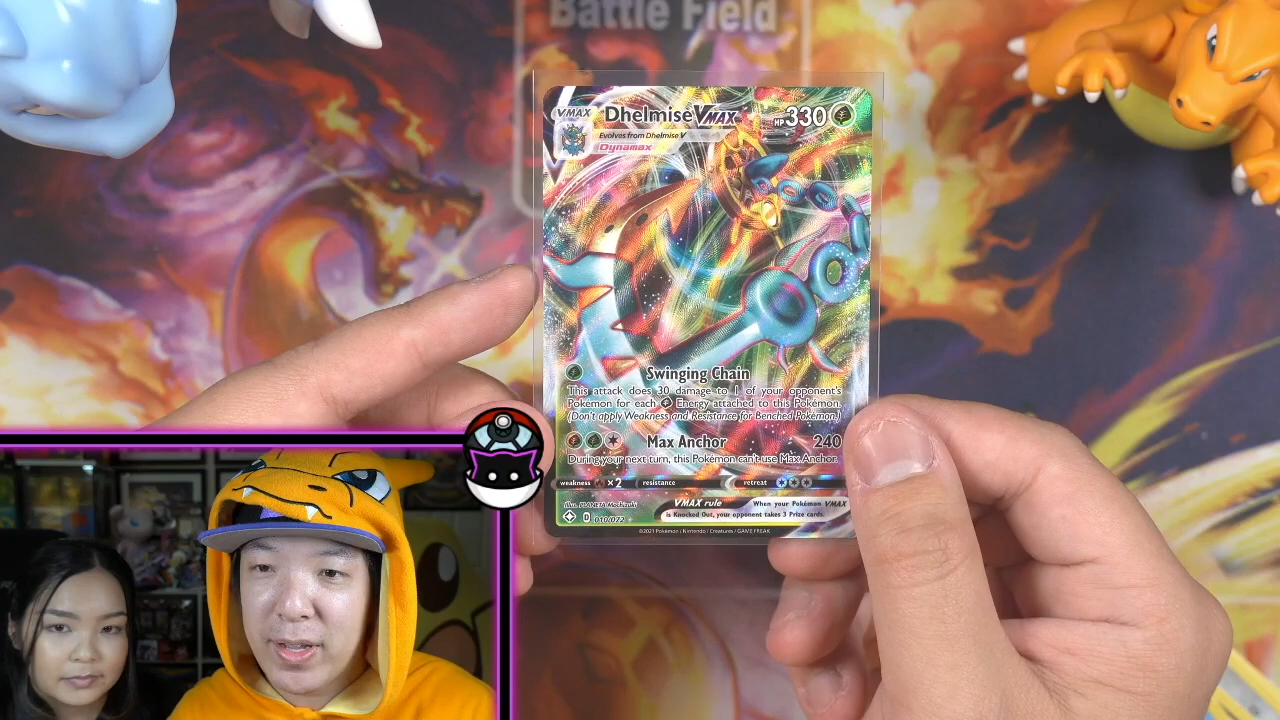 Battle Field
VMAX
Dhelmise VMAX
HP 330
Evolves from Dhelmise V
Dynamax
Swinging Chain
This attack does 30 damage to 1 of your opponent's
Pokémon for each Energy attached to this Pokémon.
(Don't apply Weakness and Resistance for Benched Pokémon.)
Max Anchor 240
During your next turn, this Pokémon can't use Max Anchor.
weakness ×2 resistance retreat
illus. PLANETA Mochizuki
VMAX rule When your Pokémon VMAX
is Knocked Out, your opponent takes 3 Prize cards.
D 010/072
©2021 Pokémon / Nintendo / Creatures / GAME FREAK